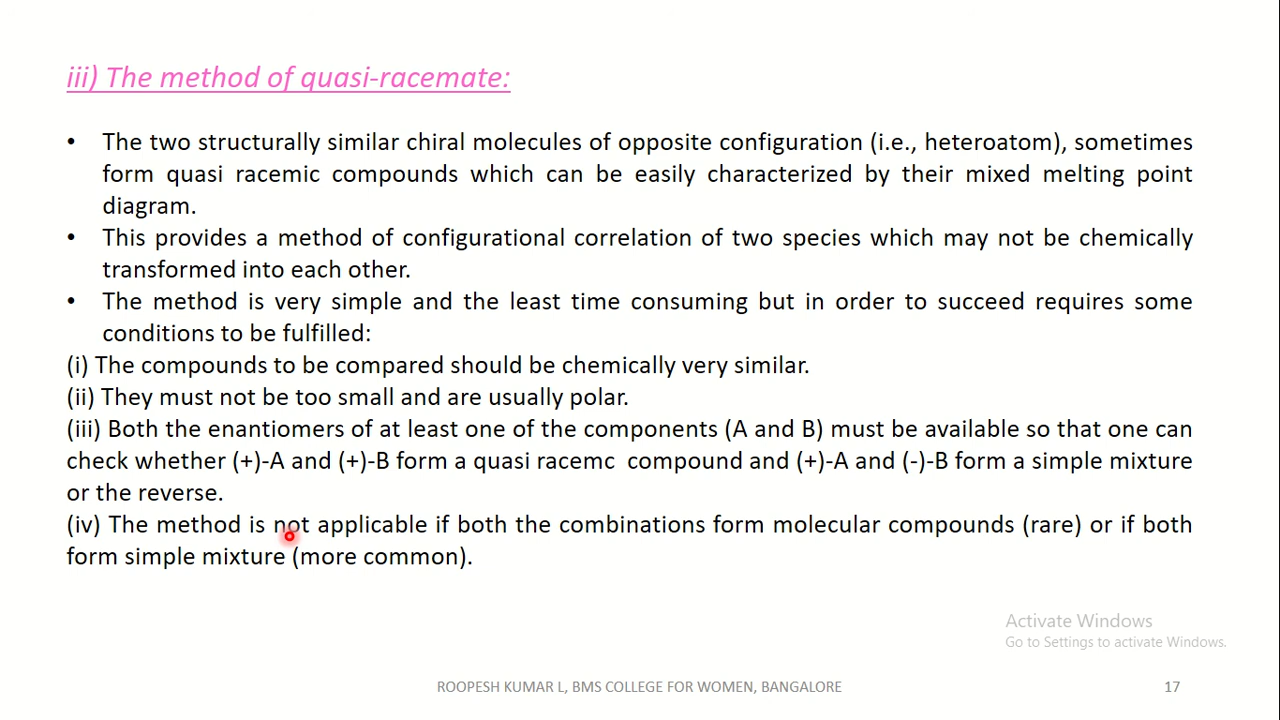 iii) The method of quasi-racemate:
• The two structurally similar chiral molecules of opposite configuration (i.e., heteroatom), sometimes
form quasi racemic compounds which can be easily characterized by their mixed melting point
diagram.
• This provides a method of configurational correlation of two species which may not be chemically
transformed into each other.
• The method is very simple and the least time consuming but in order to succeed requires some
conditions to be fulfilled:
(i) The compounds to be compared should be chemically very similar.
(ii) They must not be too small and are usually polar.
(iii) Both the enantiomers of at least one of the components (A and B) must be available so that one can
check whether (+)-A and (+)-B form a quasi racemc  compound and (+)-A and (-)-B form a simple mixture
or the reverse.
(iv) The method is not applicable if both the combinations form molecular compounds (rare) or if both
form simple mixture (more common).
Activate Windows
Go to Settings to activate Windows.
ROOPESH KUMAR L, BMS COLLEGE FOR WOMEN, BANGALORE
17